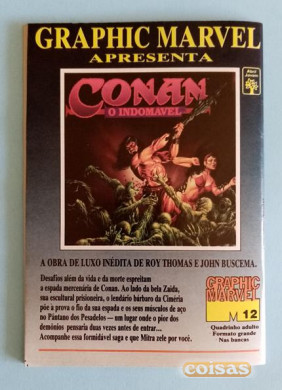 GRAPHIC MARVEL
APRESENTA
Abril
Jovem
CONAN
O INDOMÁVEL
A OBRA DE LUXO INÉDITA DE ROY THOMAS E JOHN BUSCEMA.
Desafios além da vida e da morte espreitam
a espada mercenária de Conan. Ao lado da bela Zaida,
sua escultural prisioneira, o lendário bárbaro da Ciméria
põe à prova o fio da sua espada e os seus músculos de aço
no Pântano dos Pesadelos — um lugar onde o pior dos
demônios pensaria duas vezes antes de entrar...
Acompanhe essa formidável saga e que Mitra zele por você.
GRAPHIC
MARVEL
12
Quadrinho adulto
Formato grande
Nas bancas
coisas